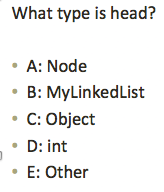 What type is head?
• A: Node
• B: MyLinkedList
• C: Object
• D: int
• E: Other